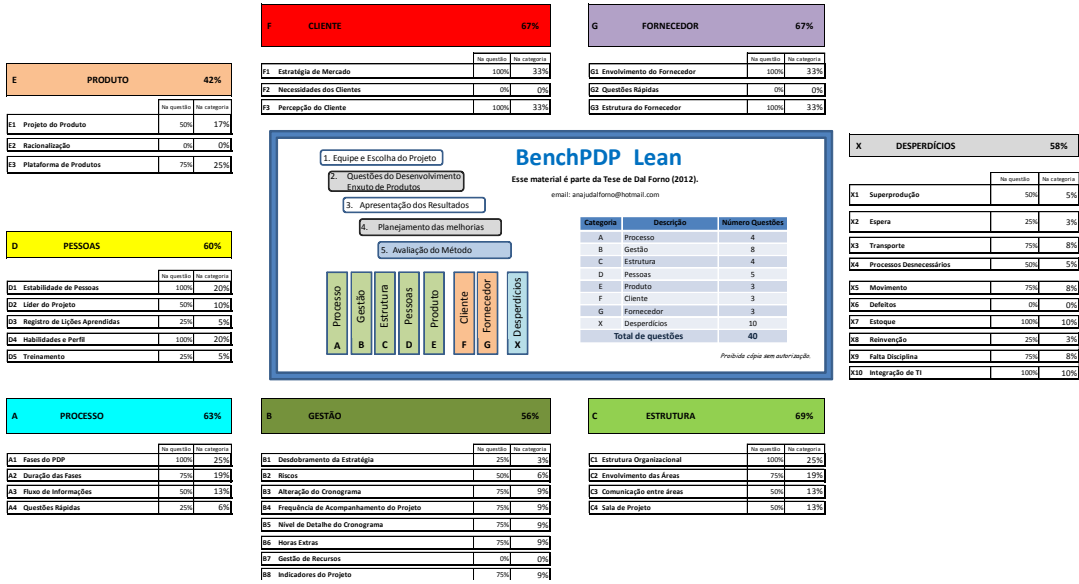 F CLIENTE 67%
Na questão Na categoria
F1 Estratégia de Mercado 100% 33%
F2 Necessidades dos Clientes 0% 0%
F3 Percepção do Cliente 100% 33%
G FORNECEDOR 67%
Na questão Na categoria
G1 Envolvimento do Fornecedor 100% 33%
G2 Questões Rápidas 0% 0%
G3 Estrutura do Fornecedor 100% 33%
E PRODUTO 42%
Na questão Na categoria
E1 Projeto do Produto 50% 17%
E2 Racionalização 0% 0%
E3 Plataforma de Produtos 75% 25%
D PESSOAS 60%
Na questão Na categoria
D1 Estabilidade de Pessoas 100% 20%
D2 Líder do Projeto 50% 10%
D3 Registro de Lições Aprendidas 25% 5%
D4 Habilidades e Perfil 100% 20%
D5 Treinamento 25% 5%
1. Equipe e Escolha do Projeto
2. Questões do Desenvolvimento
Enxuto de Produtos
3. Apresentação dos Resultados
4. Planejamento das melhorias
5. Avaliação do Método
Processo A
Gestão B
Estrutura C
Pessoas D
Produto E
Cliente F
Fornecedor G
Desperdícios X
BenchPDP Lean
Esse material é parte da Tese de Dal Forno (2012).
email: anajudalforno@hotmail.com
Categoria Descrição Número Questões
A Processo 4
B Gestão 8
C Estrutura 4
D Pessoas 5
E Produto 3
F Cliente 3
G Fornecedor 3
X Desperdícios 10
Total de questões 40
Proibida cópia sem autorização.
X DESPERDÍCIOS 58%
Na questão Na categoria
X1 Superprodução 50% 5%
X2 Espera 25% 3%
X3 Transporte 75% 8%
X4 Processos Desnecessários 50% 5%
X5 Movimento 75% 8%
X6 Defeitos 0% 0%
X7 Estoque 100% 10%
X8 Reinvenção 25% 3%
X9 Falta Disciplina 75% 8%
X10 Integração de TI 100% 10%
A PROCESSO 63%
Na questão Na categoria
A1 Fases do PDP 100% 25%
A2 Duração das Fases 75% 19%
A3 Fluxo de Informações 50% 13%
A4 Questões Rápidas 25% 6%
B GESTÃO 56%
Na questão Na categoria
B1 Desdobramento da Estratégia 25% 3%
B2 Riscos 50% 6%
B3 Alteração do Cronograma 75% 9%
B4 Frequência de Acompanhamento do Projeto 75% 9%
B5 Nível de Detalhe do Cronograma 75% 9%
B6 Horas Extras 75% 9%
B7 Gestão de Recursos 0% 0%
B8 Indicadores do Projeto 75% 9%
C ESTRUTURA 69%
Na questão Na categoria
C1 Estrutura Organizacional 100% 25%
C2 Envolvimento das Áreas 75% 19%
C3 Comunicação entre áreas 50% 13%
C4 Sala de Projeto 50% 13%